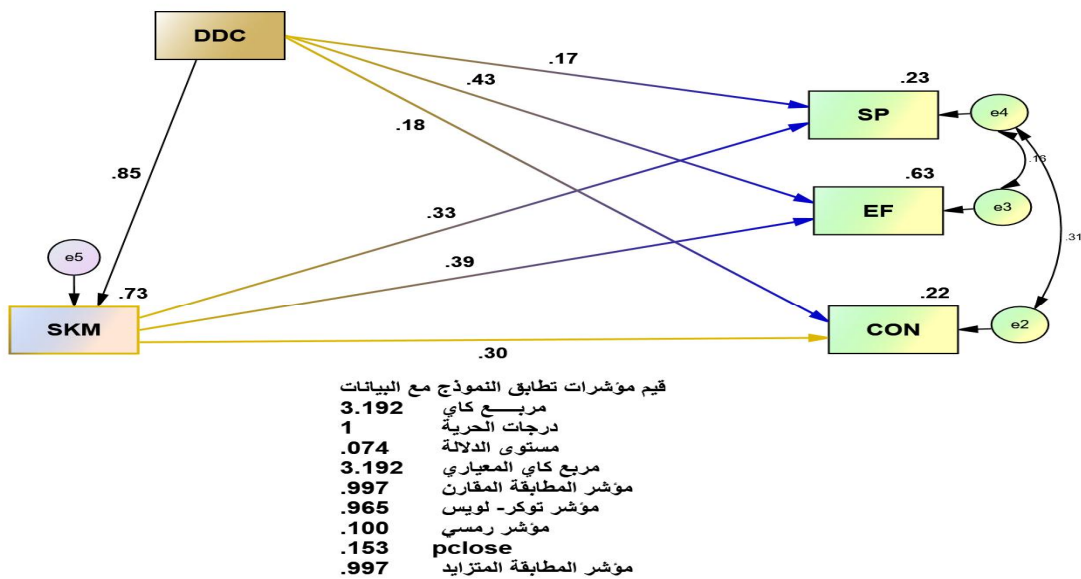 DDC
.17
.23
.43
SP
e4
.18
.16
.85
.63
.33
EF
e3
.31
e5
.39
.73
.22
SKM
CON
e2
.30
قيم مؤشرات تطابق النموذج مع البيانات
مربـــع كاي 3.192
درجات الحرية 1
مستوى الدلالة .074
مربع كاي المعياري 3.192
مؤشر المطابقة المقارن .997
مؤشر توكر- لويس .965
مؤشر رمسي .100
pclose .153
مؤشر المطابقة المتزايد .997